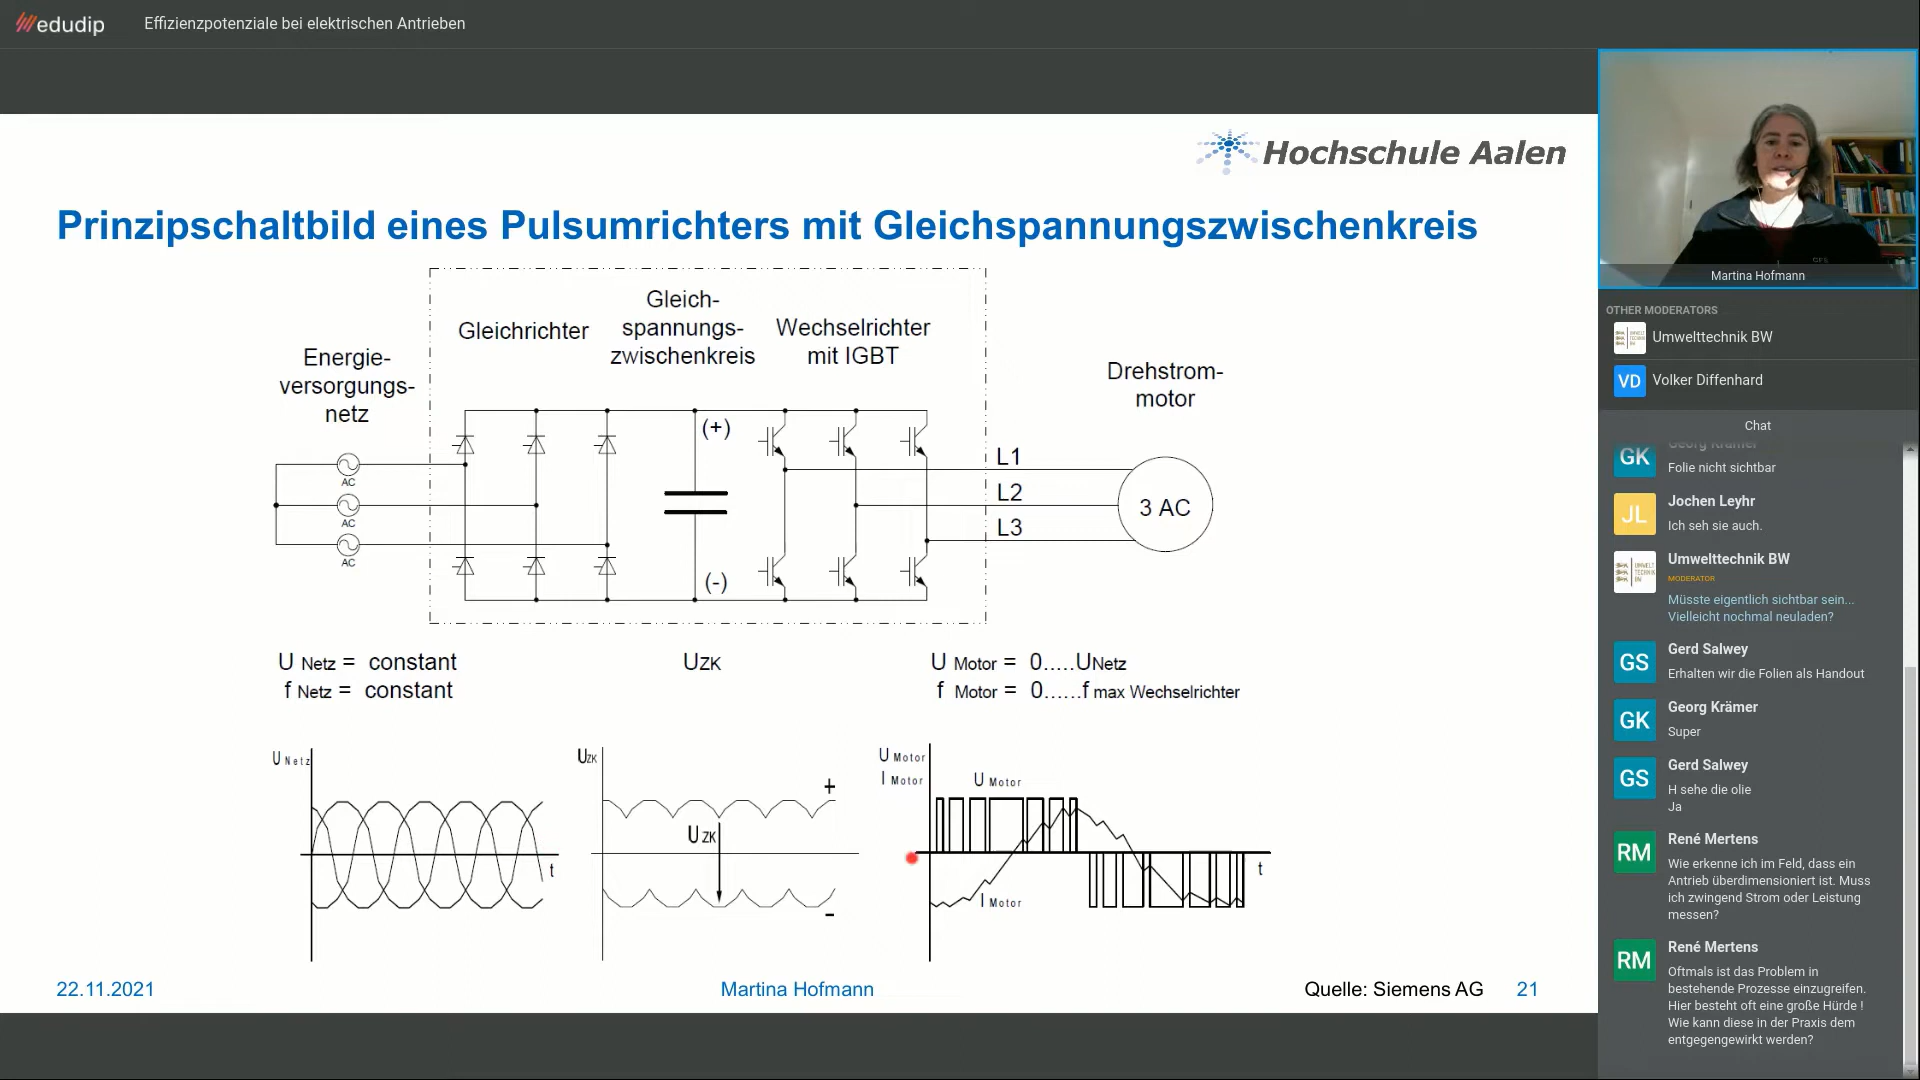 edudip
Effizienzpotenziale bei elektrischen Antrieben
Hochschule Aalen
Prinzipschaltbild eines Pulsumrichters mit Gleichspannungszwischenkreis
Energie-
versorgungs-
netz
Gleichrichter
Gleich-
spannungs-
zwischenkreis
Wechselrichter
mit IGBT
Drehstrom-
motor
(+)
(-)
AC
AC
AC
L1
L2
L3
3 AC
U Netz = constant
f Netz = constant
UZK
U Motor = 0.....UNetz
f Motor = 0......f max Wechselrichter
U Netz
t
UZK
+
U ZK
-
U Motor
I Motor
U Motor
I Motor
t
22.11.2021
Martina Hofmann
Quelle: Siemens AG
21
Martina Hofmann
OTHER MODERATORS
Umwelttechnik BW
VD
Volker Diffenhard
Chat
GK
Georg Krämer
Folie nicht sichtbar
JL
Jochen Leyhr
Ich seh sie auch.
Umwelttechnik BW
MODERATOR
Müsste eigentlich sichtbar sein...
Vielleicht nochmal neuladen?
GS
Gerd Salwey
Erhalten wir die Folien als Handout
GK
Georg Krämer
Super
GS
Gerd Salwey
H sehe die olie
Ja
RM
René Mertens
Wie erkenne ich im Feld, dass ein
Antrieb überdimensioniert ist. Muss
ich zwingend Strom oder Leistung
messen?
RM
René Mertens
Oftmals ist das Problem in
bestehende Prozesse einzugreifen.
Hier besteht oft eine große Hürde !
Wie kann diese in der Praxis dem
entgegengewirkt werden?